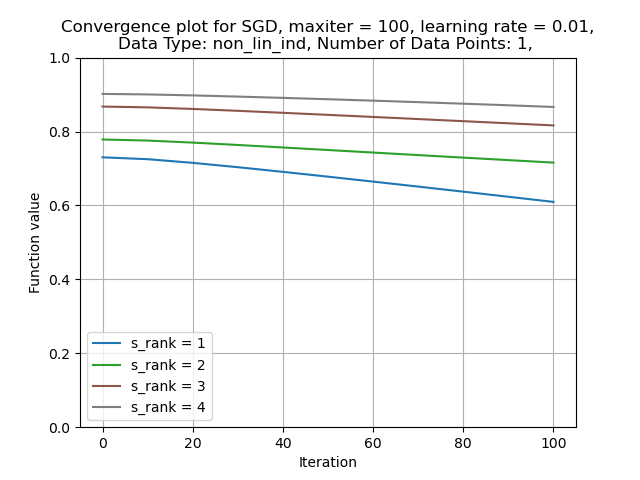 Convergence plot for SGD, maxiter = 100, learning rate = 0.01,
Data Type: non_lin_ind, Number of Data Points: 1,
1.0
0.8
0.6
0.4
0.2
0.0
Function value
s_rank = 1
s_rank = 2
s_rank = 3
s_rank = 4
0 20 40 60 80 100
Iteration